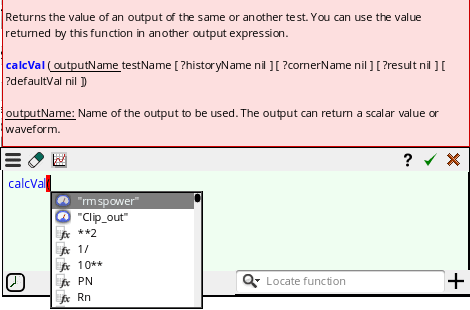 Returns the value of an output of the same or another test. You can use the value
returned by this function in another output expression.
calcVal ( outputName testName [ ?historyName nil ] [ ?cornerName nil ] [ ?result nil ] [
?defaultVal nil ])
outputName: Name of the output to be used. The output can return a scalar value or
waveform.
?
calcVal(
"rmspower"
"Clip_out"
**2
1/
10**
PN
Rn
Locate function